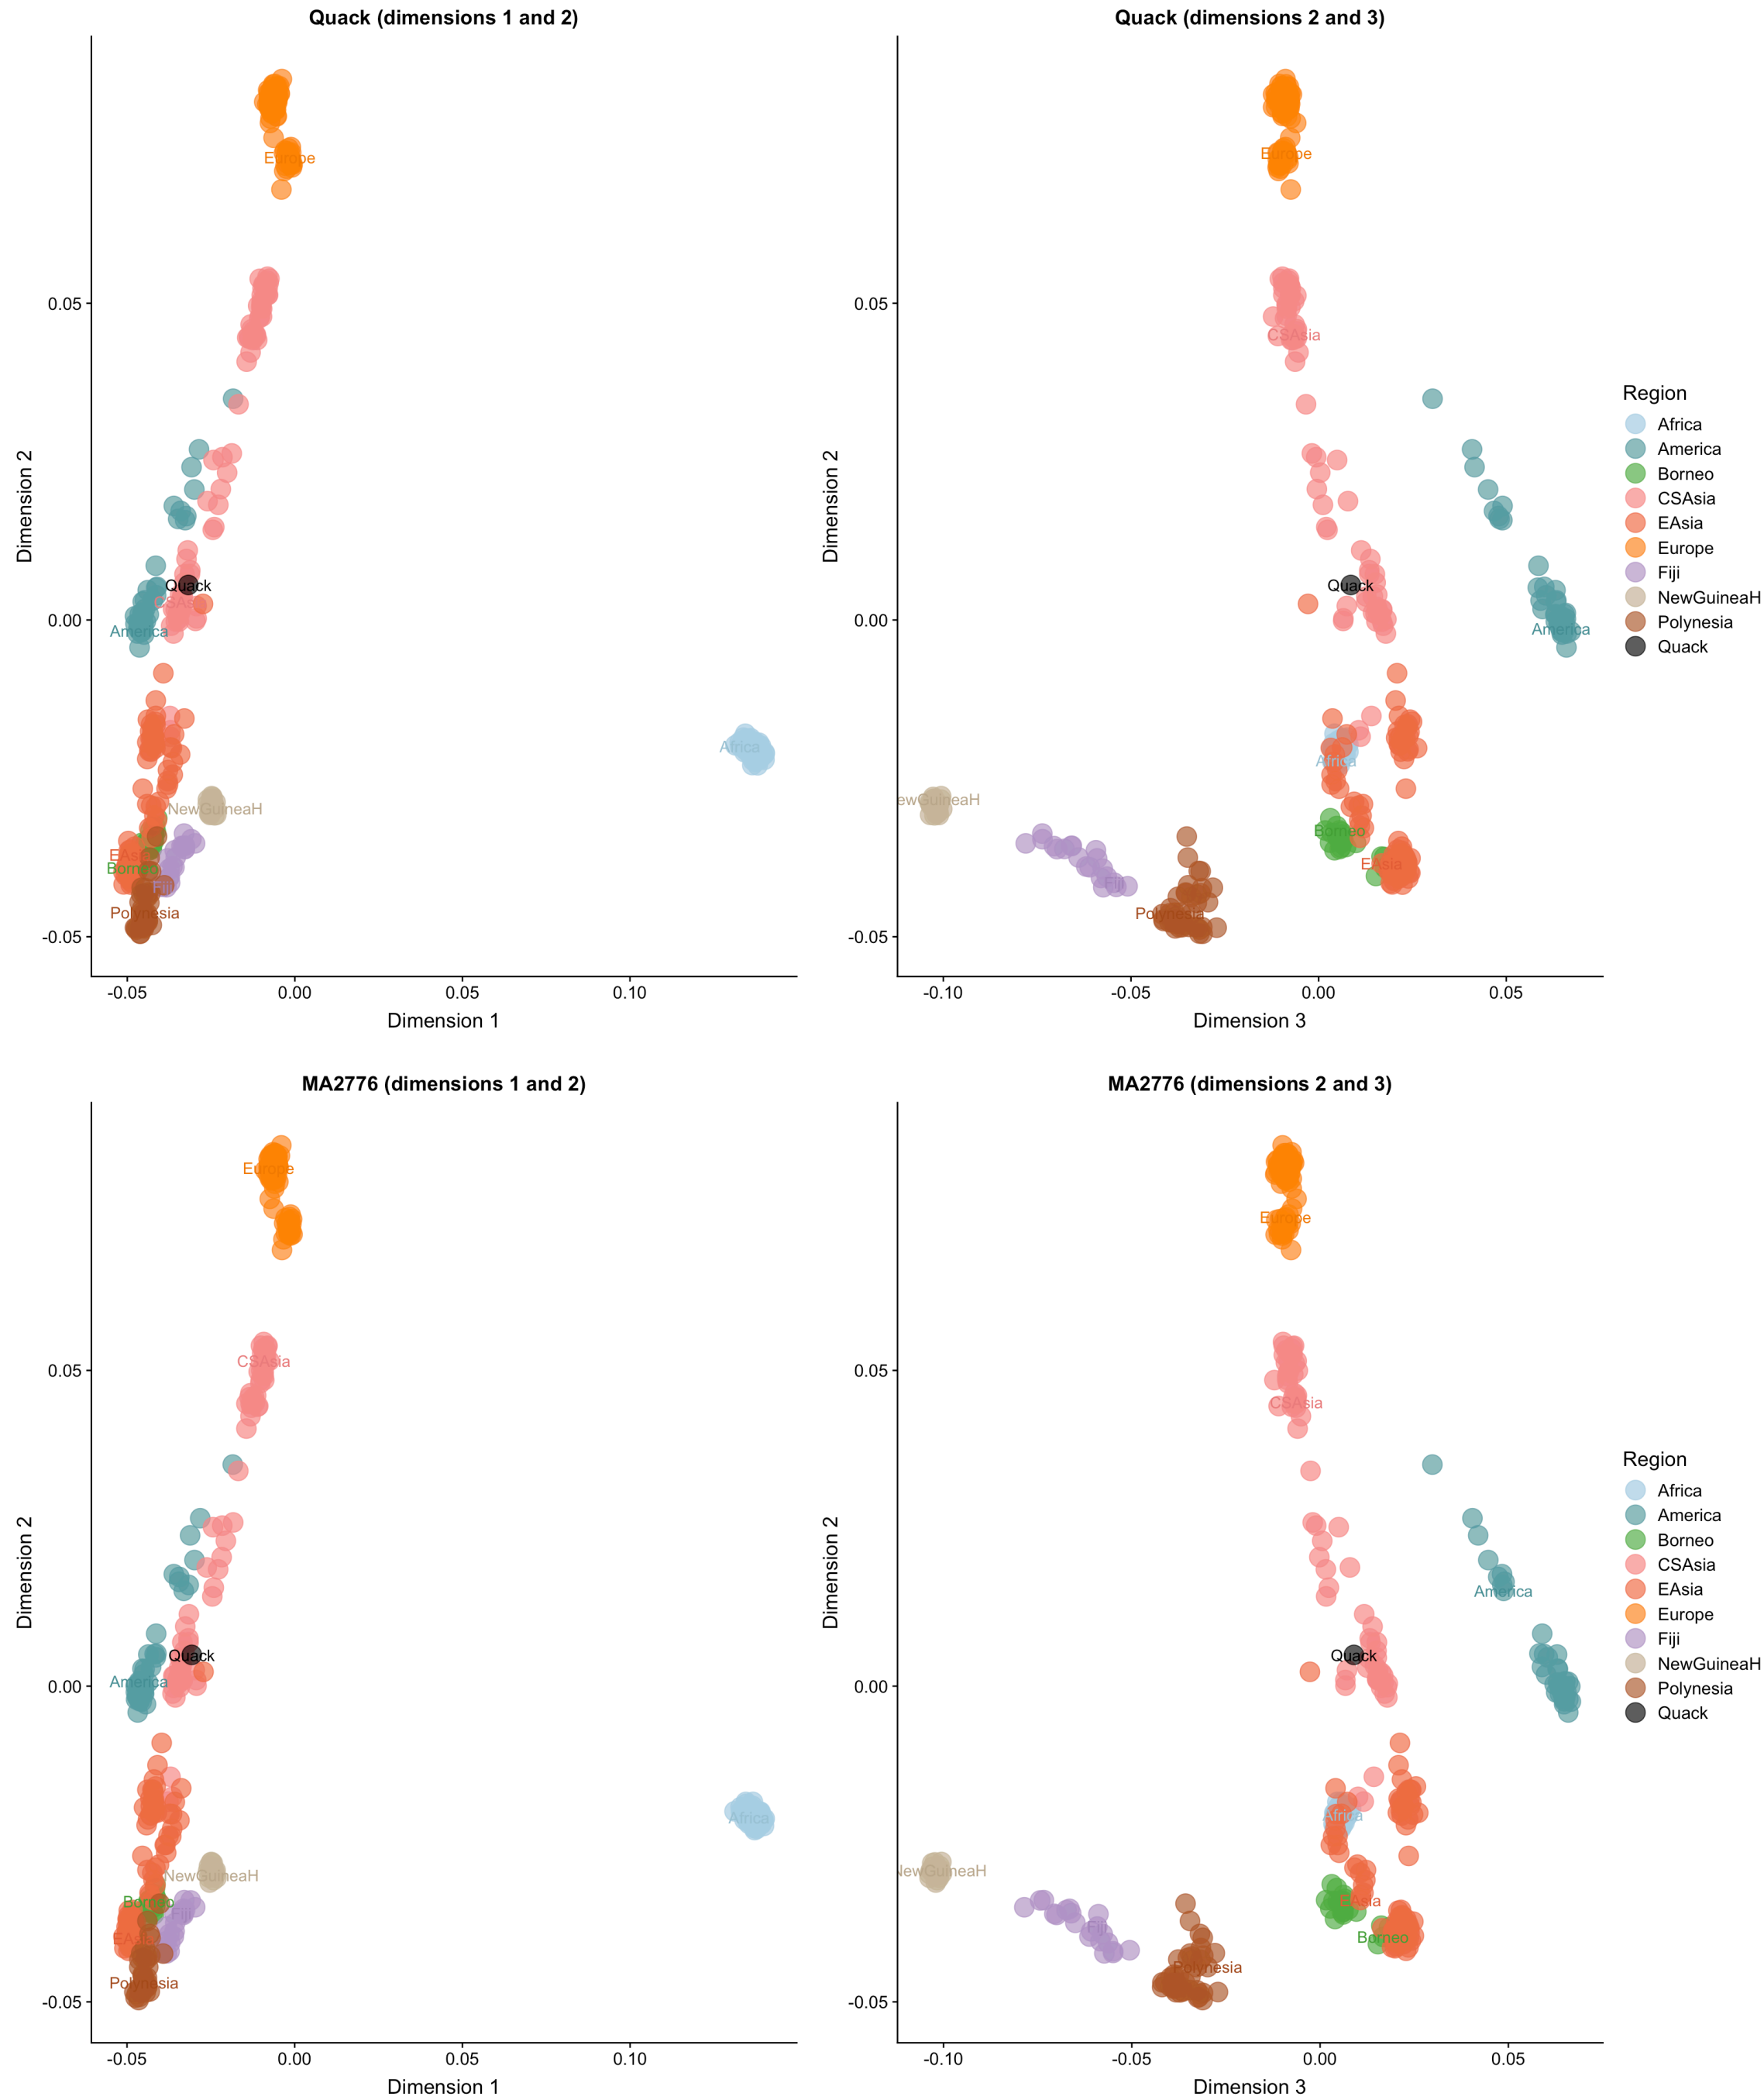 Quack (dimensions 1 and 2)
Europe
0.05
0.00
-0.05
Dimension 2
Quack
CSAsia
America
Africa
NewGuineaH
EAsia
Borneo
Fiji
Polynesia
-0.05 0.00 0.05 0.10
Dimension 1
Quack (dimensions 2 and 3)
Europe
0.05
0.00
-0.05
Dimension 2
CSAsia
Quack
America
Africa
ewGuineaH
Borneo
EAsia
Fiji
Polynesia
-0.10 -0.05 0.00 0.05
Dimension 3
Region
Africa
America
Borneo
CSAsia
EAsia
Europe
Fiji
NewGuineaH
Polynesia
Quack
MA2776 (dimensions 1 and 2)
Europe
0.05
0.00
-0.05
Dimension 2
CSAsia
Quack
America
Africa
NewGuineaH
Borneo
Fiji
EAsia
Polynesia
-0.05 0.00 0.05 0.10
Dimension 1
MA2776 (dimensions 2 and 3)
Europe
0.05
0.00
-0.05
Dimension 2
CSAsia
America
Quack
Africa
NewGuineaH
EAsia
Fiji
Borneo
Polynesia
-0.10 -0.05 0.00 0.05
Dimension 3
Region
Africa
America
Borneo
CSAsia
EAsia
Europe
Fiji
NewGuineaH
Polynesia
Quack